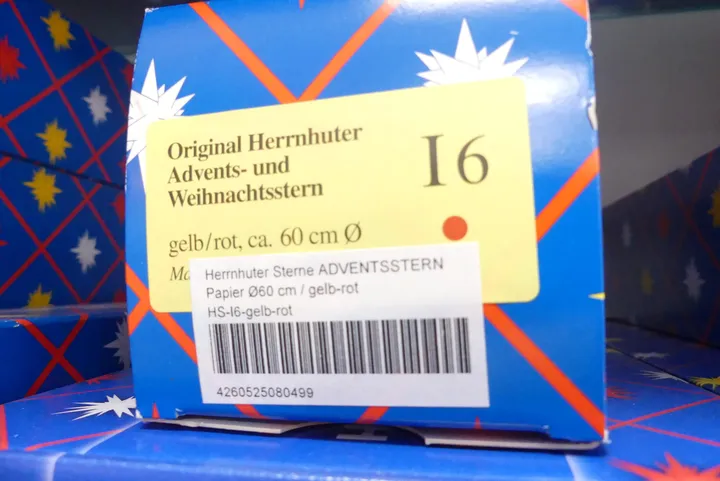 Original Herrnhuter
Advents- und
Weihnachtsstern
I6
gelb/rot, ca. 60 cm Ø
Herrnhuter Sterne ADVENTSSTERN
Papier Ø60 cm / gelb-rot
HS-I6-gelb-rot
4260525080499